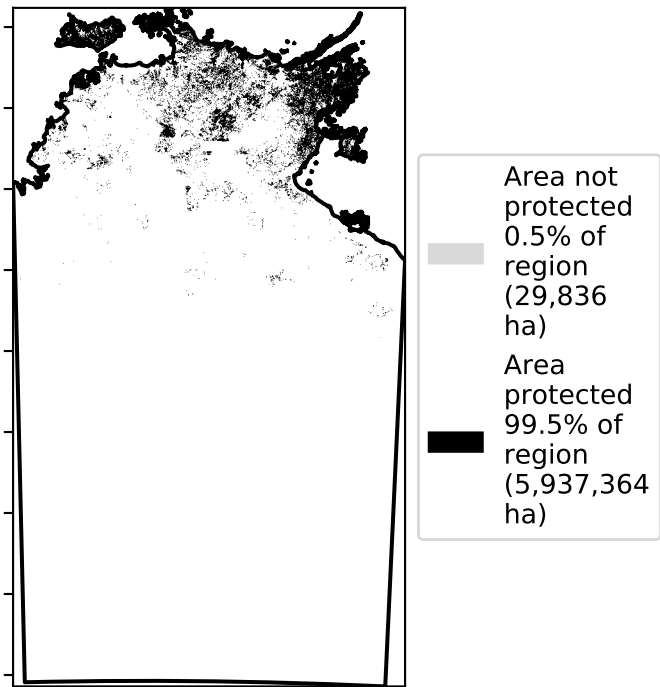 Area not
protected
0.5% of
region
(29,836
ha)
Area
protected
99.5% of
region
(5,937,364
ha)